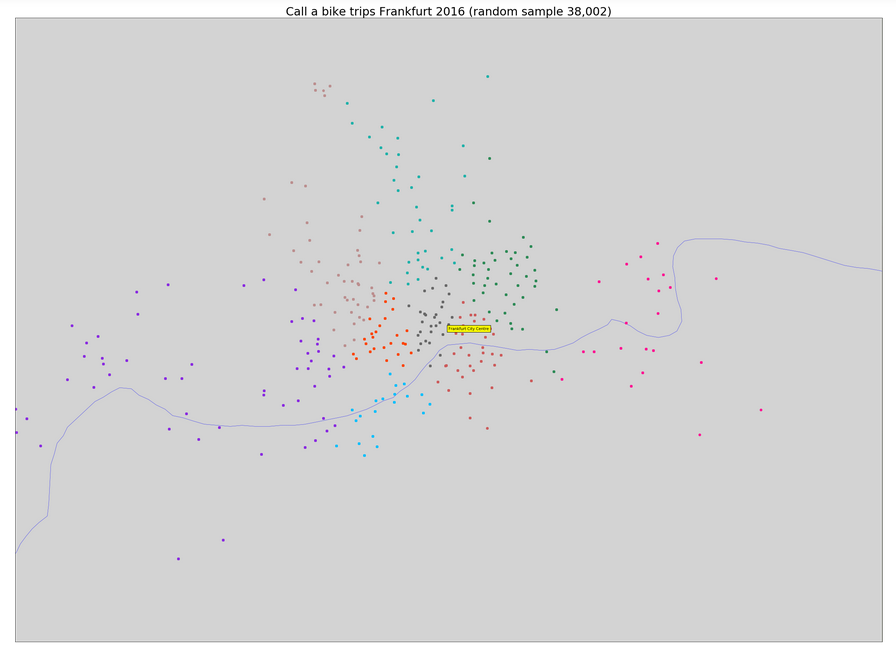 Call a bike trips Frankfurt 2016 (random sample 38,002)
Frankfurt City Centre